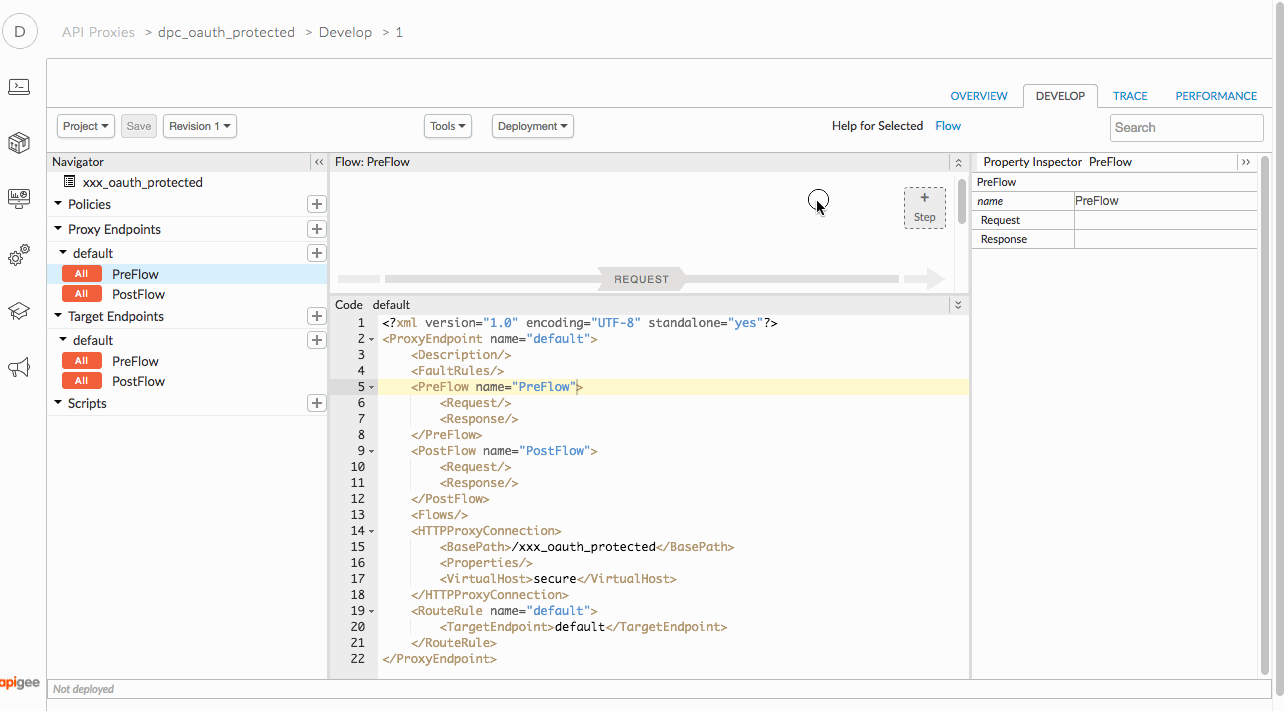 D
API Proxies > dpc_oauth_protected > Develop > 1
OVERVIEW DEVELOP TRACE PERFORMANCE
Project Save Revision 1 Tools Deployment Help for Selected Flow Search
Navigator
xxx_oauth_protected
Policies
Proxy Endpoints
default
All PreFlow
All PostFlow
Target Endpoints
default
All PreFlow
All PostFlow
Scripts
Flow: PreFlow
+
Step
REQUEST
Code default
1 <?xml version="1.0" encoding="UTF-8" standalone="yes"?>
2 <ProxyEndpoint name="default">
3 <Description/>
4 <FaultRules/>
5 <PreFlow name="PreFlow">
6 <Request/>
7 <Response/>
8 </PreFlow>
9 <PostFlow name="PostFlow">
10 <Request/>
11 <Response/>
12 </PostFlow>
13 <Flows/>
14 <HTTPProxyConnection>
15 <BasePath>/xxx_oauth_protected</BasePath>
16 <Properties/>
17 <VirtualHost>secure</VirtualHost>
18 </HTTPProxyConnection>
19 <RouteRule name="default">
20 <TargetEndpoint>default</TargetEndpoint>
21 </RouteRule>
22 </ProxyEndpoint>
Property Inspector PreFlow
PreFlow
name PreFlow
Request
Response
apigee
Not deployed